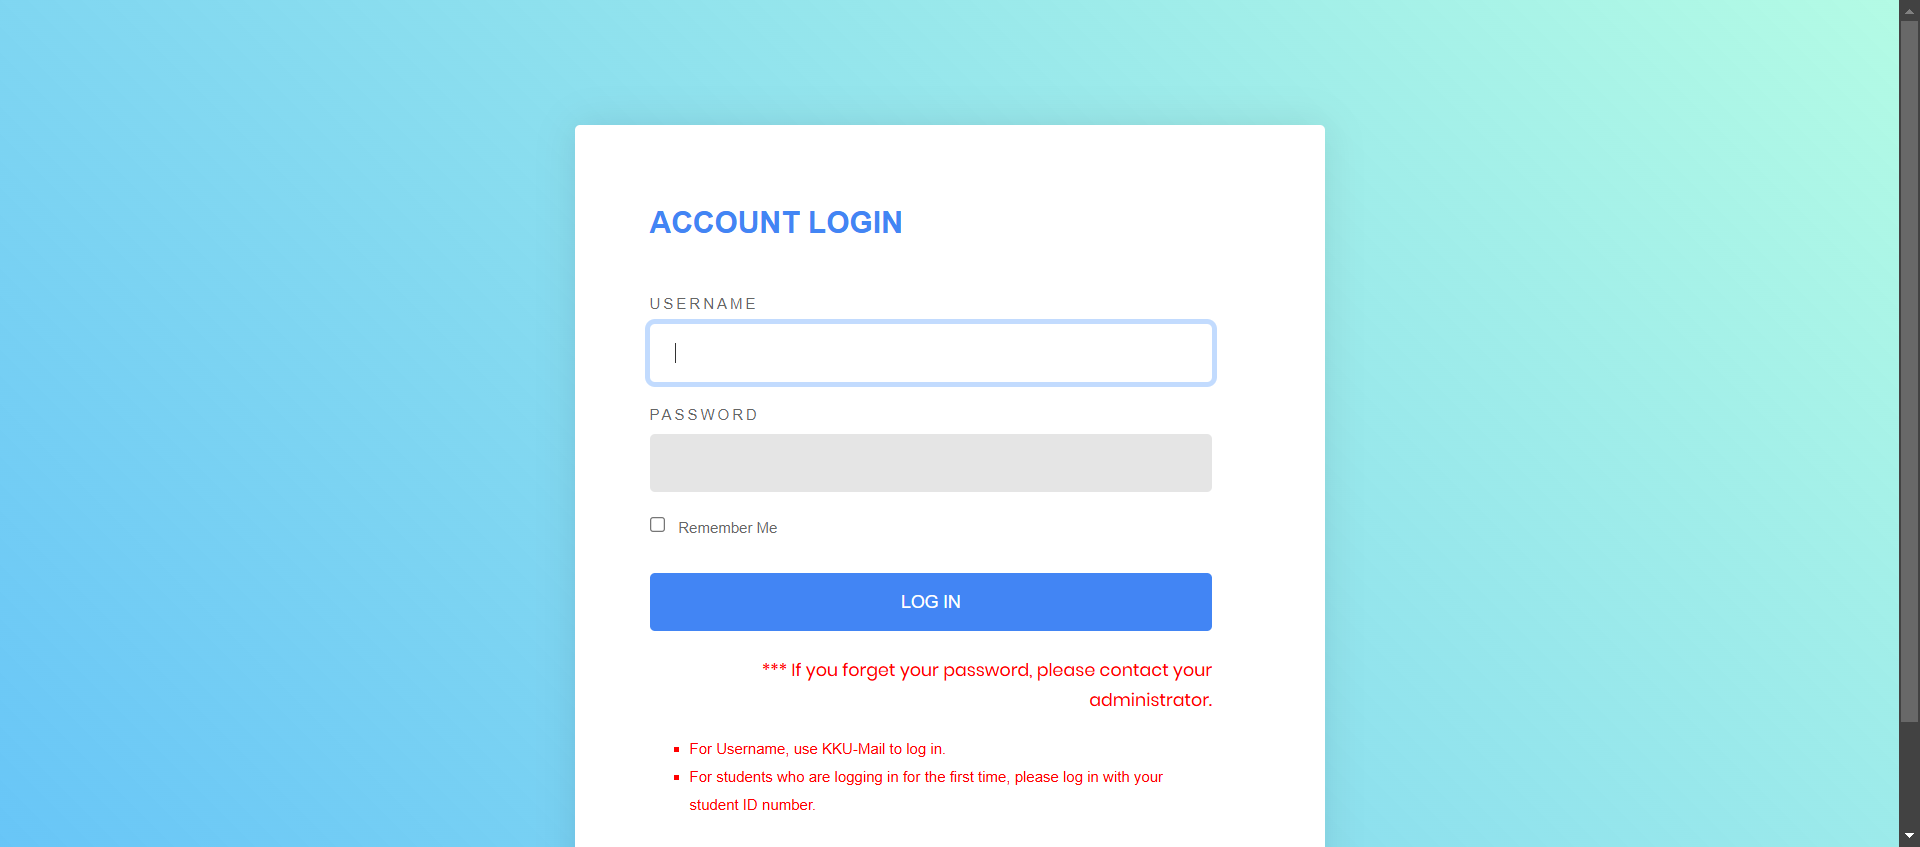 ACCOUNT LOGIN
USERNAME
PASSWORD
Remember Me
LOG IN
*** If you forget your password, please contact your
administrator.
For Username, use KKU-Mail to log in.
For students who are logging in for the first time, please log in with your
student ID number.